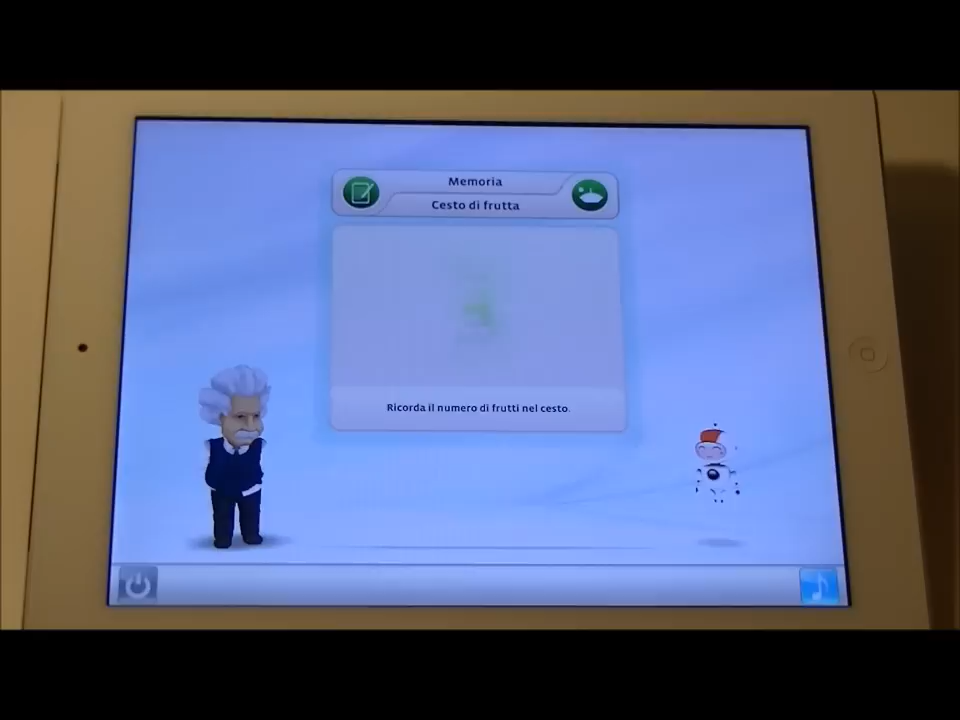 Memoria
Cesto di frutta
Ricorda il numero di frutti nel cesto.